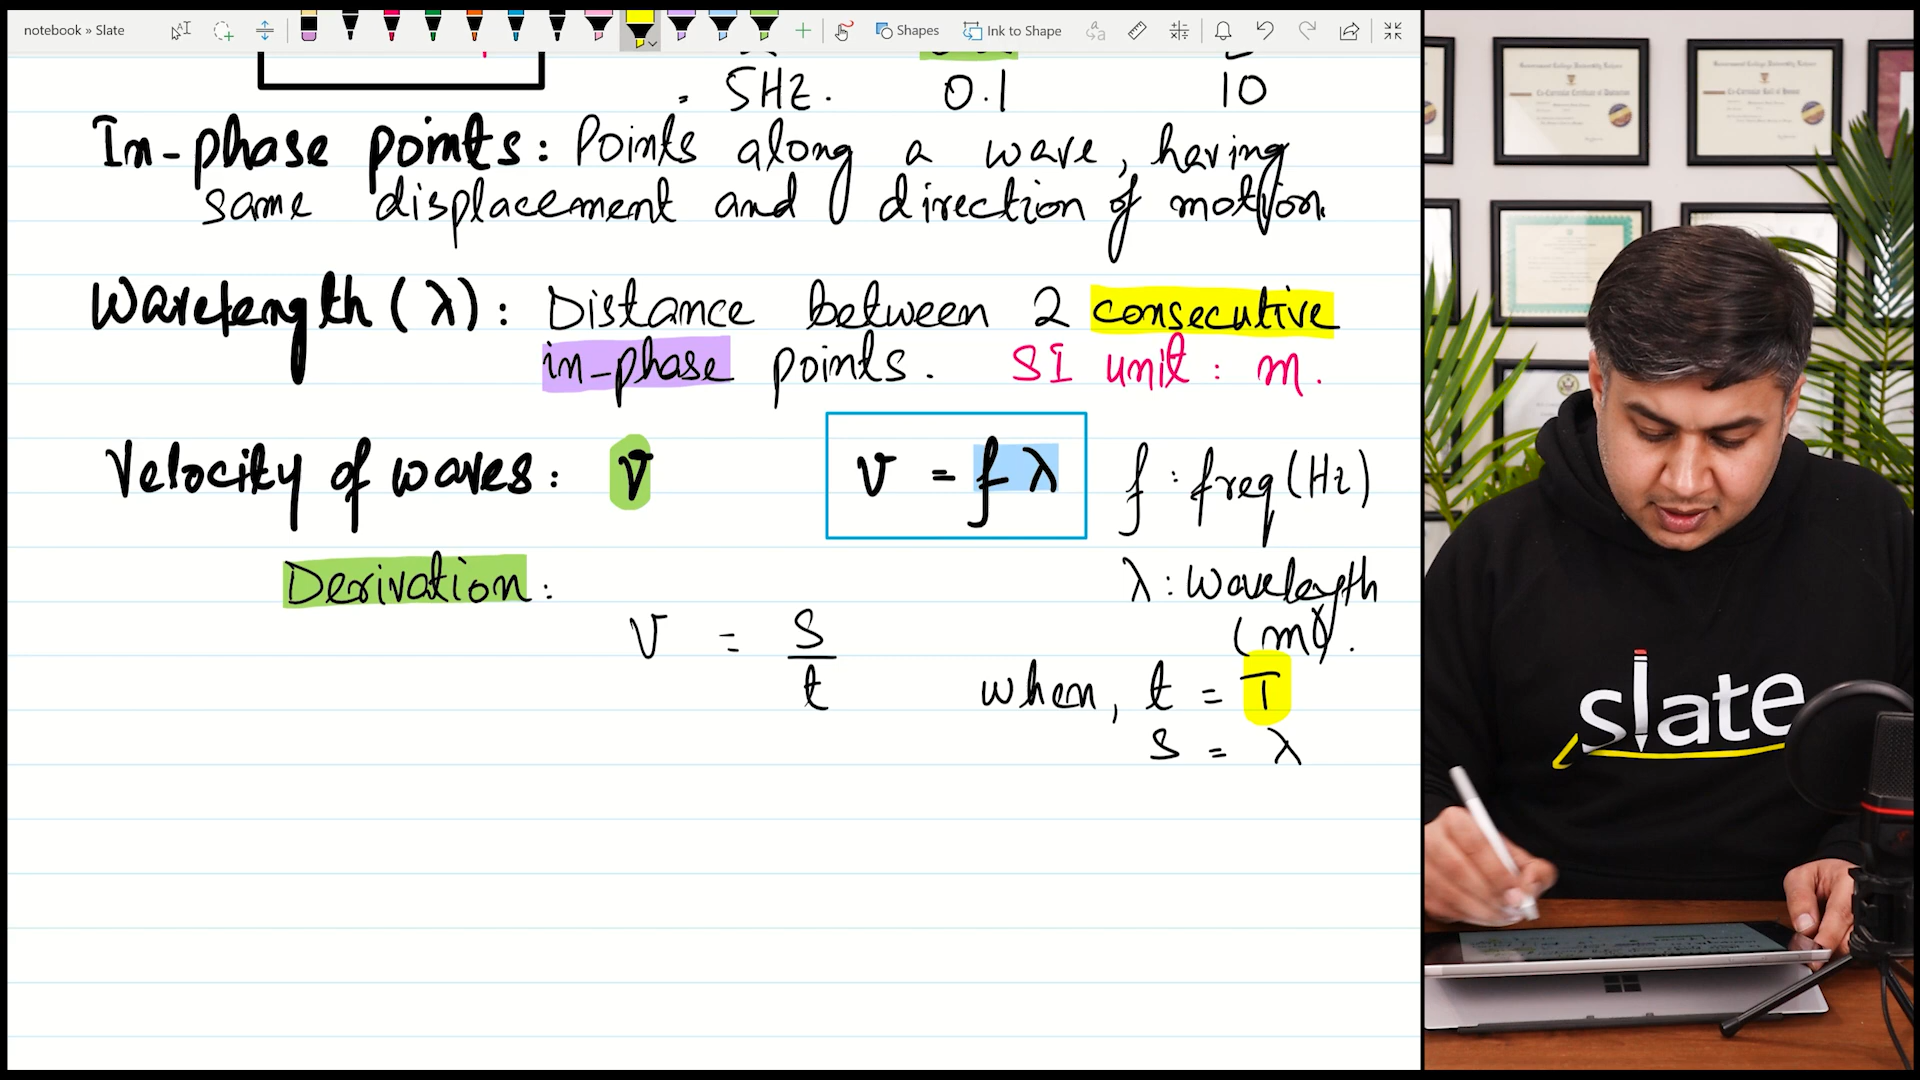 notebook » Slate
Shapes
Ink to Shape
= 5HZ. 0.1 10
In-phase points: Points along a wave, having
same displacement and direction of motion.
Wavelength (λ): Distance between 2 consecutive
in-phase points. SI unit: m.
Velocity of waves: v v = f λ f : freq (Hz)
Derivation: λ: Wavelength
(m).
v = s
t
when, t = T
s = λ
slate